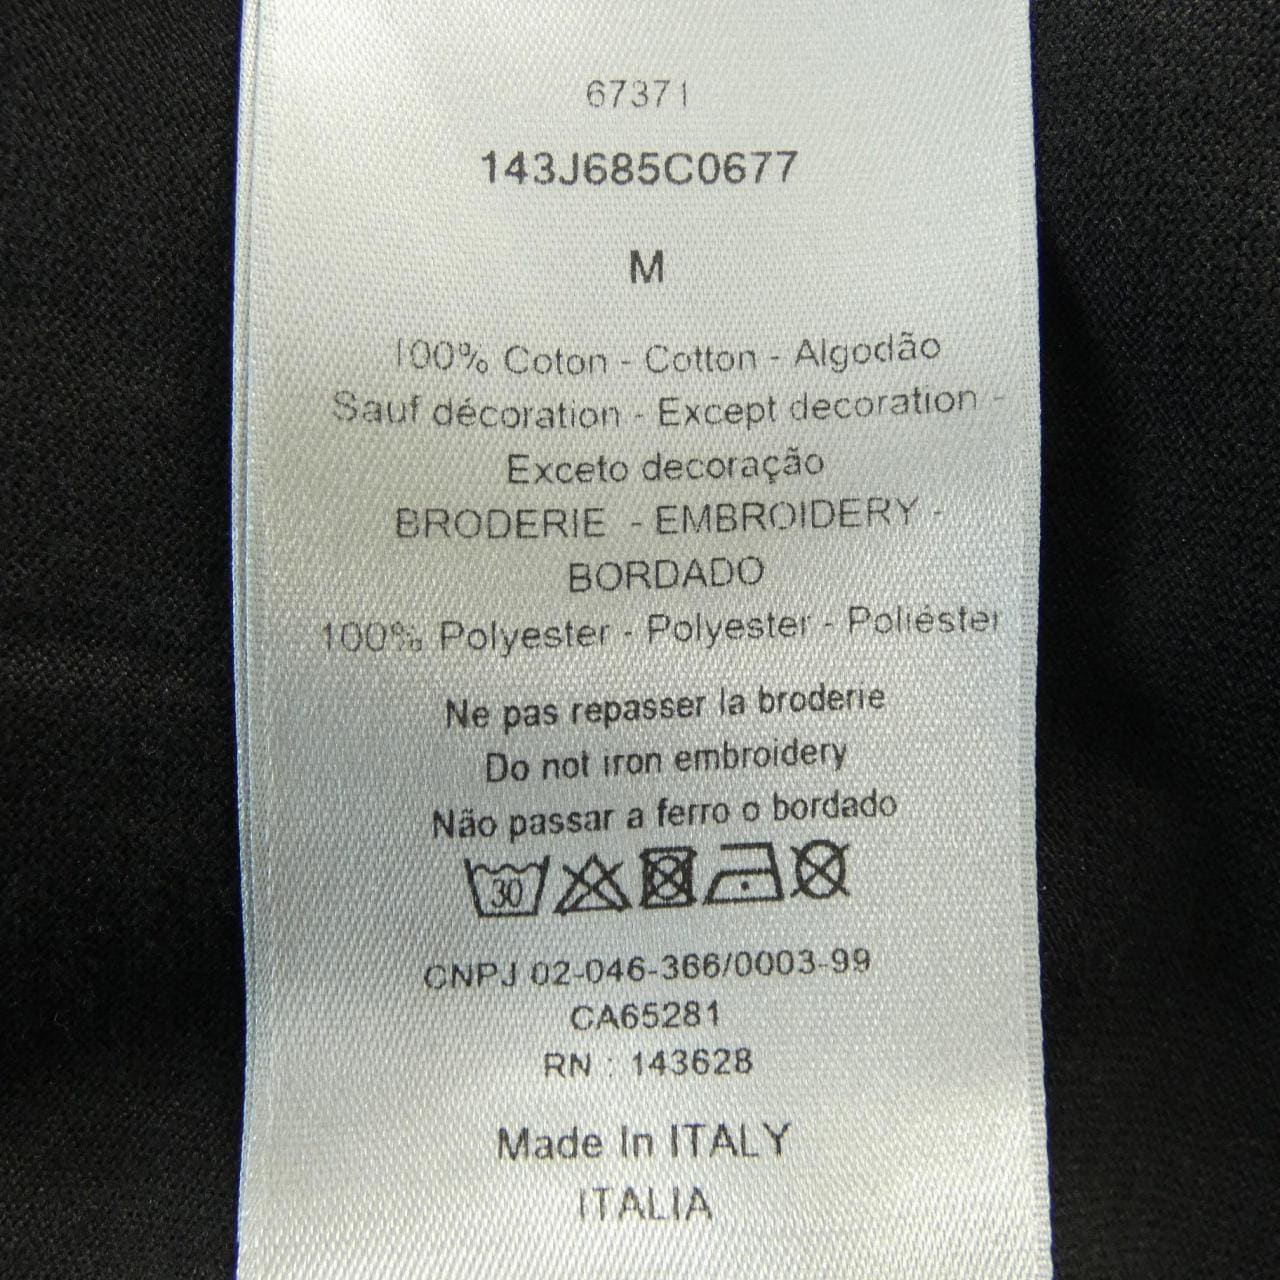 67371
143J685C0677
M
100% Coton - Cotton - Algodão
Sauf décoration - Except decoration -
Exceto decoração
BRODERIE - EMBROIDERY -
BORDADO
100% Polyester - Polyester - Poliéster
Ne pas repasser la broderie
Do not iron embroidery
Não passar a ferro o bordado
30
CNPJ 02-046-366/0003-99
CA65281
RN : 143628
Made In ITALY
ITALIA